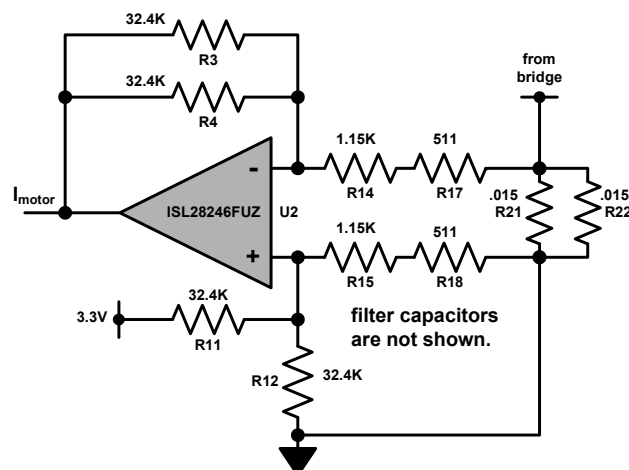 32.4K
R3
32.4K
R4
from
bridge
1.15K
511
-
R14
R17
.015
R21
.015
R22
I motor
ISL28246FUZ
U2
1.15K
511
+
R15
R18
32.4K
3.3V
R11
filter capacitors
are not shown.
R12
32.4K